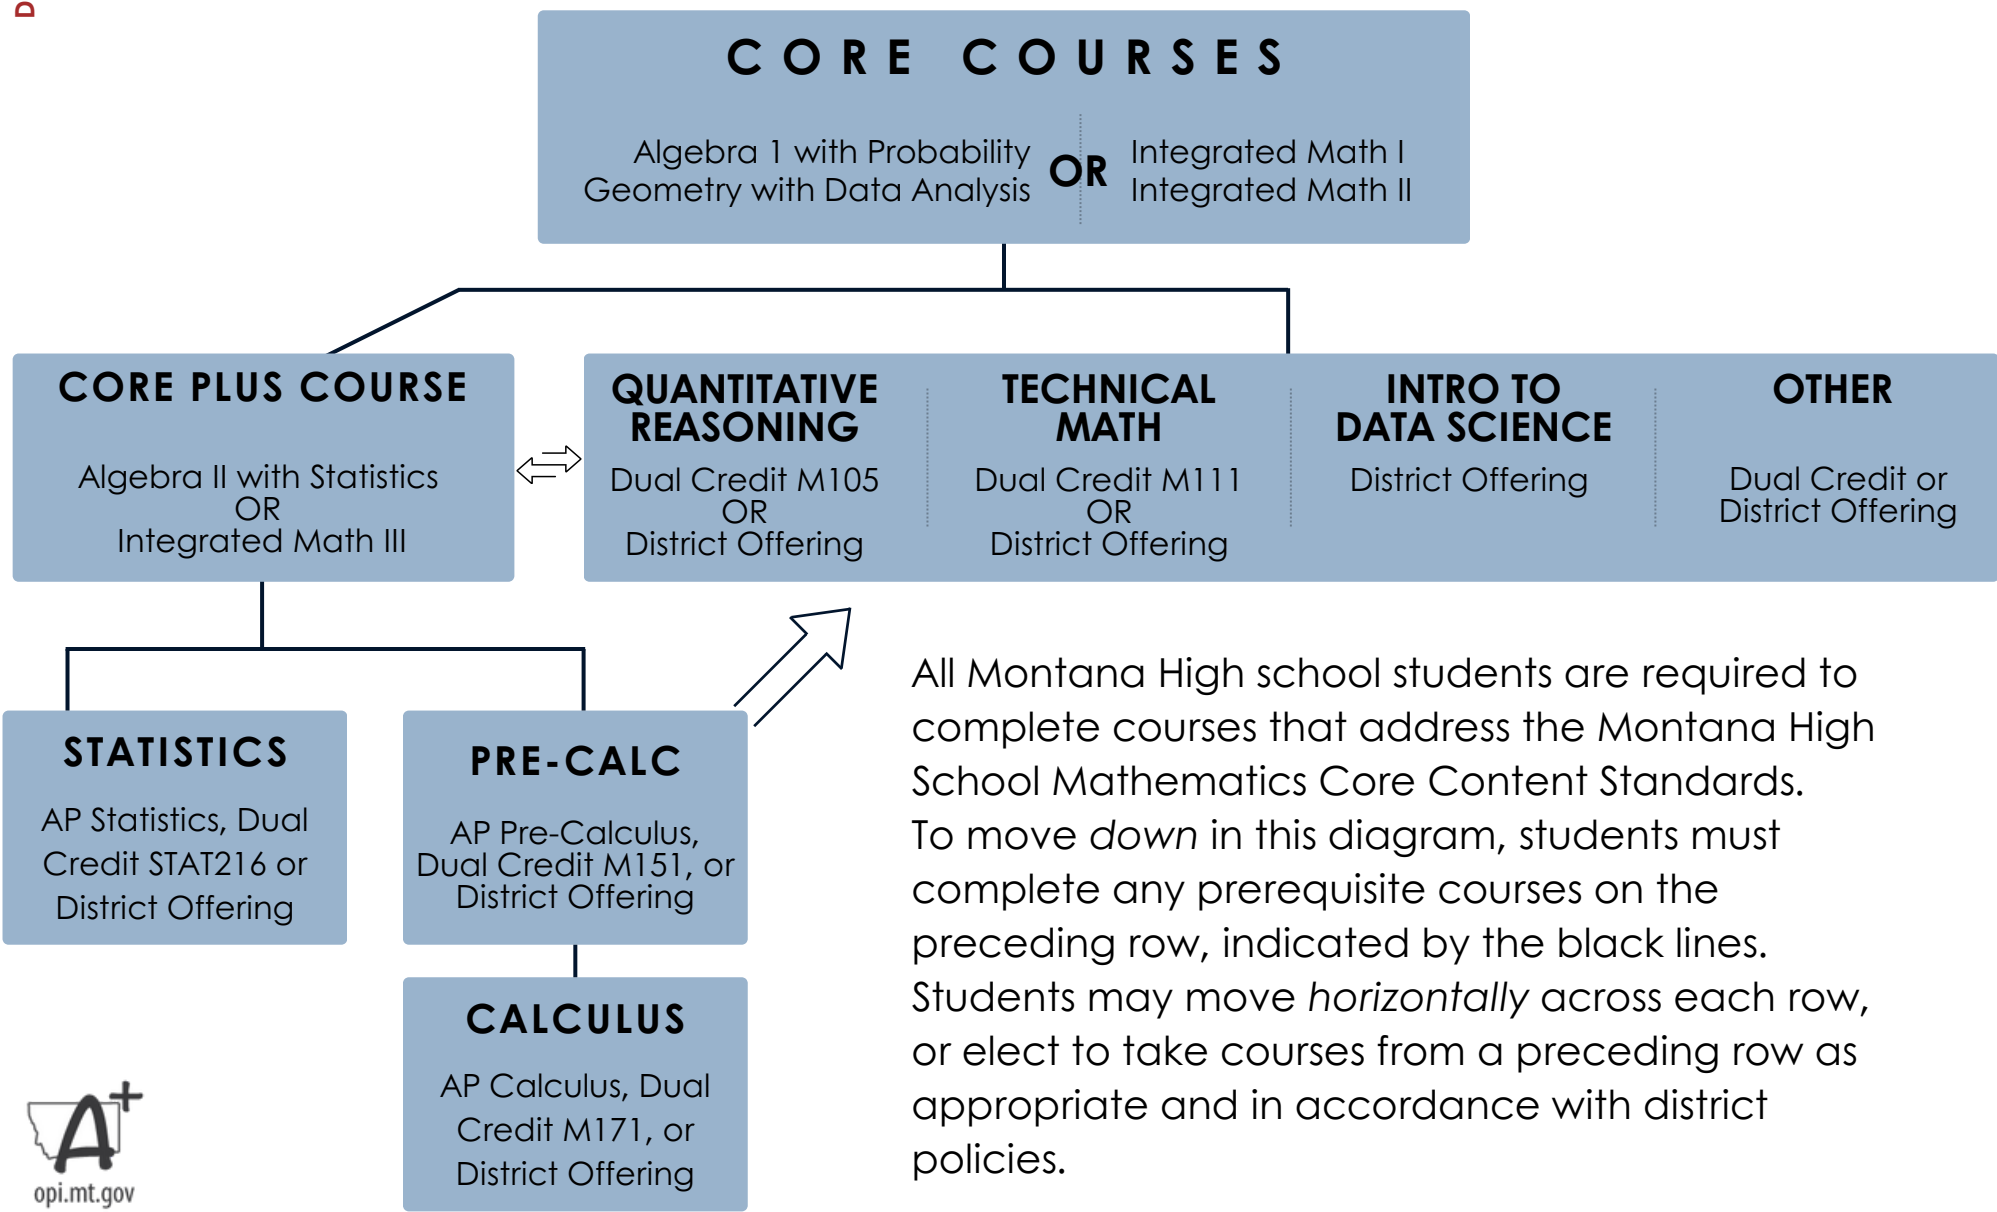 D
CORE COURSES
Algebra 1 with Probability
Geometry with Data Analysis
OR
Integrated Math I
Integrated Math II
CORE PLUS COURSE
Algebra II with Statistics
OR
Integrated Math III
QUANTITATIVE
REASONING
Dual Credit M105
OR
District Offering
TECHNICAL
MATH
Dual Credit M111
OR
District Offering
INTRO TO
DATA SCIENCE
District Offering
OTHER
Dual Credit or
District Offering
STATISTICS
AP Statistics, Dual
Credit STAT216 or
District Offering
PRE-CALC
AP Pre-Calculus,
Dual Credit M151, or
District Offering
CALCULUS
AP Calculus, Dual
Credit M171, or
District Offering
All Montana High school students are required to
complete courses that address the Montana High
School Mathematics Core Content Standards.
To move down in this diagram, students must
complete any prerequisite courses on the
preceding row, indicated by the black lines.
Students may move horizontally across each row,
or elect to take courses from a preceding row as
appropriate and in accordance with district
policies.
A+
opi.mt.gov